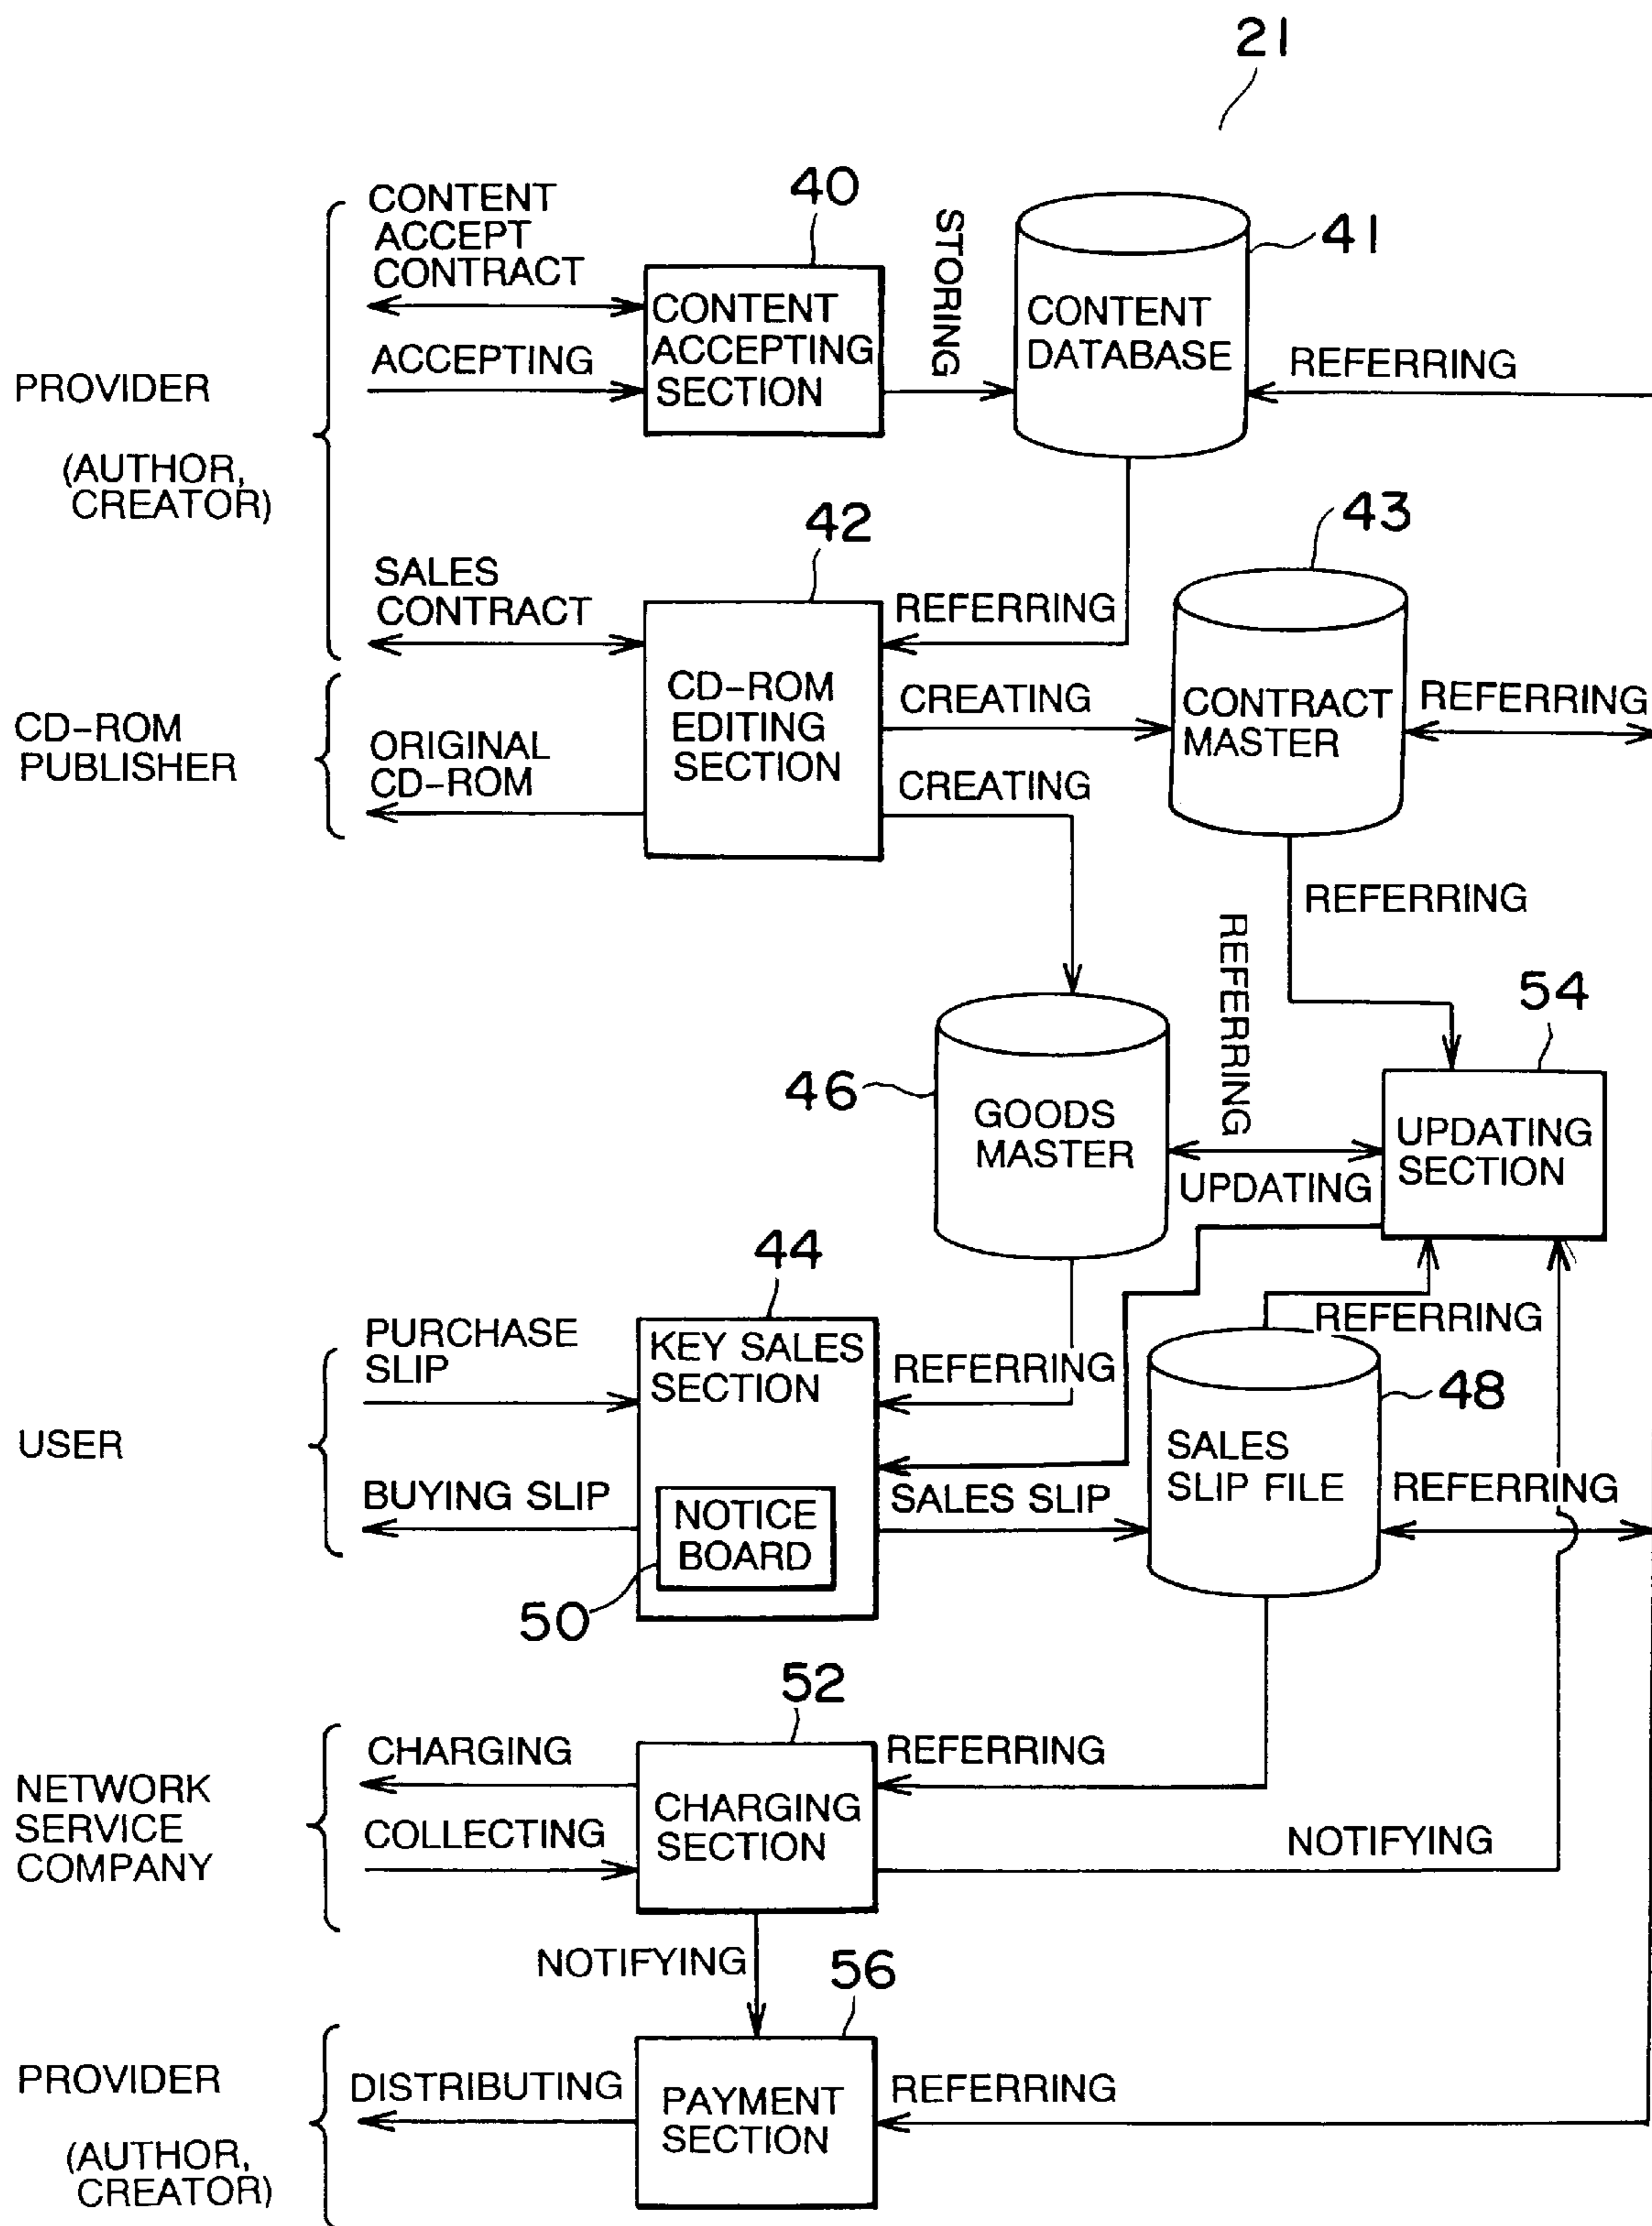 21
CONTENT
ACCEPT
CONTRACT
40
STORING
41
CONTENT
ACCEPTING
SECTION
CONTENT
DATABASE
ACCEPTING
REFERRING
PROVIDER
(AUTHOR,
CREATOR)
42
43
SALES
CONTRACT
REFERRING
CD-ROM
EDITING
SECTION
CREATING
CONTRACT
MASTER
REFERRING
CD-ROM
PUBLISHER
ORIGINAL
CD-ROM
CREATING
REFERRING
REFERRING
54
46
GOODS
MASTER
UPDATING
SECTION
UPDATING
44
PURCHASE
SLIP
KEY SALES
SECTION
REFERRING
REFERRING
48
USER
SALES
SLIP FILE
BUYING SLIP
NOTICE
BOARD
SALES SLIP
REFERRING
50
52
CHARGING
REFERRING
NETWORK
SERVICE
COMPANY
CHARGING
SECTION
COLLECTING
NOTIFYING
NOTIFYING
56
PROVIDER
(AUTHOR,
CREATOR)
DISTRIBUTING
PAYMENT
SECTION
REFERRING